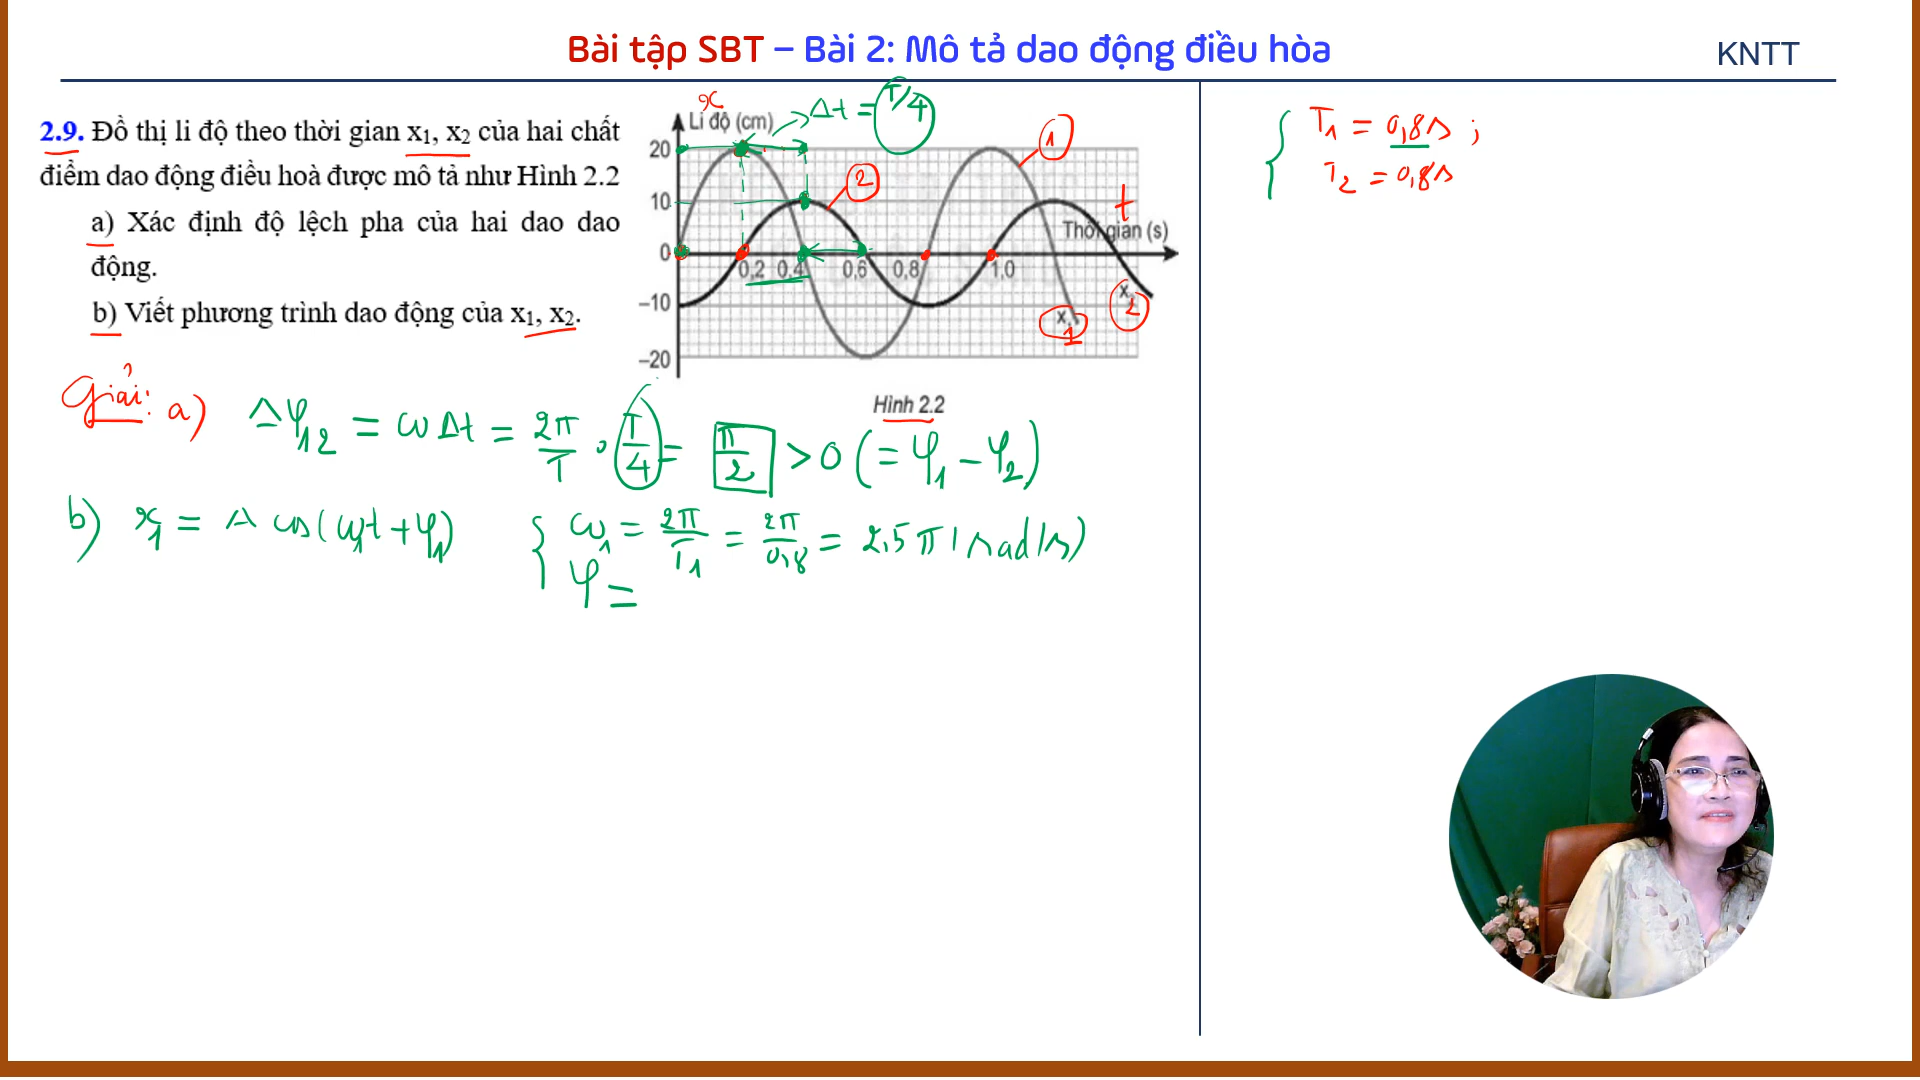 Bài tập SBT – Bài 2: Mô tả dao động điều hòa
KNTT
2.9. Đồ thị li độ theo thời gian x₁, x₂ của hai chất
điểm dao động điều hoà được mô tả như Hình 2.2
a) Xác định độ lệch pha của hai dao dao
động.
b) Viết phương trình dao động của x₁, x₂.
x
Li độ (cm)
Δt = T/4
20
10
0
−10
−20
0,2 0,4 0,6 0,8 1,0
t
Thời gian (s)
1
2
x1
x2
Hình 2.2
T₁ = 0,8s ;
T₂ = 0,8s
Giải: a) Δφ₁₂ = ωΔt = 2π/T . T/4 = π/2 > 0 (= φ₁ − φ₂)
b) x₁ = A cos(ω₁t + φ₁)
ω₁ = 2π/T₁ = 2π/0,8 = 2,5π (rad/s)
φ =